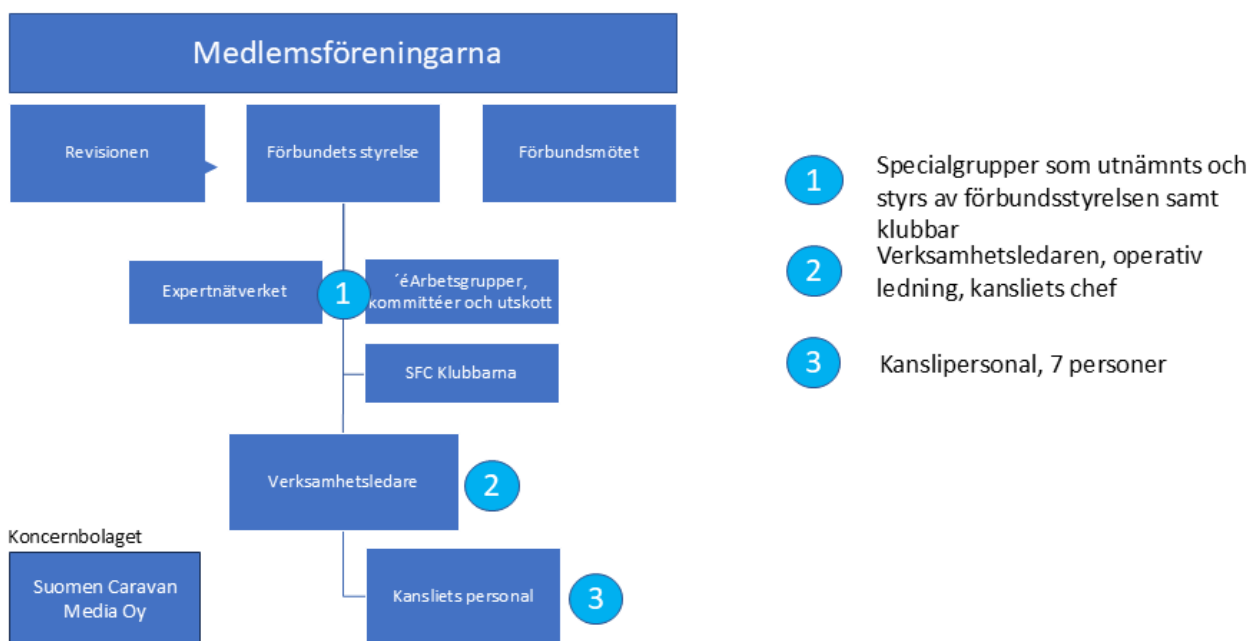 Medlemsföreningarna
Revisionen
Förbundets styrelse
Förbundsmötet
Expertnätverket
1
´éArbetsgrupper,
kommittéer och utskott
SFC Klubbarna
Verksamhetsledare
2
Koncernbolaget
Suomen Caravan
Media Oy
Kansliets personal
3
1
Specialgrupper som utnämnts och
styrs av förbundsstyrelsen samt
klubbar
2
Verksamhetsledaren, operativ
ledning, kansliets chef
3
Kanslipersonal, 7 personer